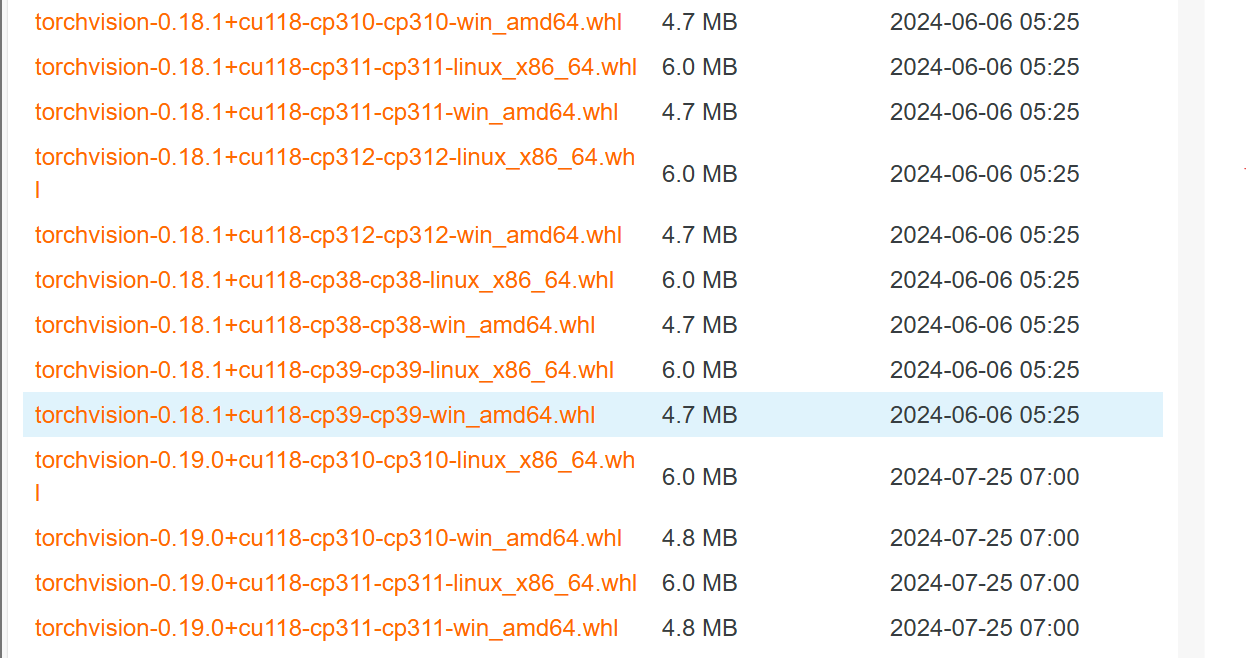 torchvision-0.18.1+cu118-cp310-cp310-win_amd64.whl 4.7 MB 2024-06-06 05:25
torchvision-0.18.1+cu118-cp311-cp311-linux_x86_64.whl 6.0 MB 2024-06-06 05:25
torchvision-0.18.1+cu118-cp311-cp311-win_amd64.whl 4.7 MB 2024-06-06 05:25
torchvision-0.18.1+cu118-cp312-cp312-linux_x86_64.wh
l 6.0 MB 2024-06-06 05:25
torchvision-0.18.1+cu118-cp312-cp312-win_amd64.whl 4.7 MB 2024-06-06 05:25
torchvision-0.18.1+cu118-cp38-cp38-linux_x86_64.whl 6.0 MB 2024-06-06 05:25
torchvision-0.18.1+cu118-cp38-cp38-win_amd64.whl 4.7 MB 2024-06-06 05:25
torchvision-0.18.1+cu118-cp39-cp39-linux_x86_64.whl 6.0 MB 2024-06-06 05:25
torchvision-0.18.1+cu118-cp39-cp39-win_amd64.whl 4.7 MB 2024-06-06 05:25
torchvision-0.19.0+cu118-cp310-cp310-linux_x86_64.wh
l 6.0 MB 2024-07-25 07:00
torchvision-0.19.0+cu118-cp310-cp310-win_amd64.whl 4.8 MB 2024-07-25 07:00
torchvision-0.19.0+cu118-cp311-cp311-linux_x86_64.whl 6.0 MB 2024-07-25 07:00
torchvision-0.19.0+cu118-cp311-cp311-win_amd64.whl 4.8 MB 2024-07-25 07:00